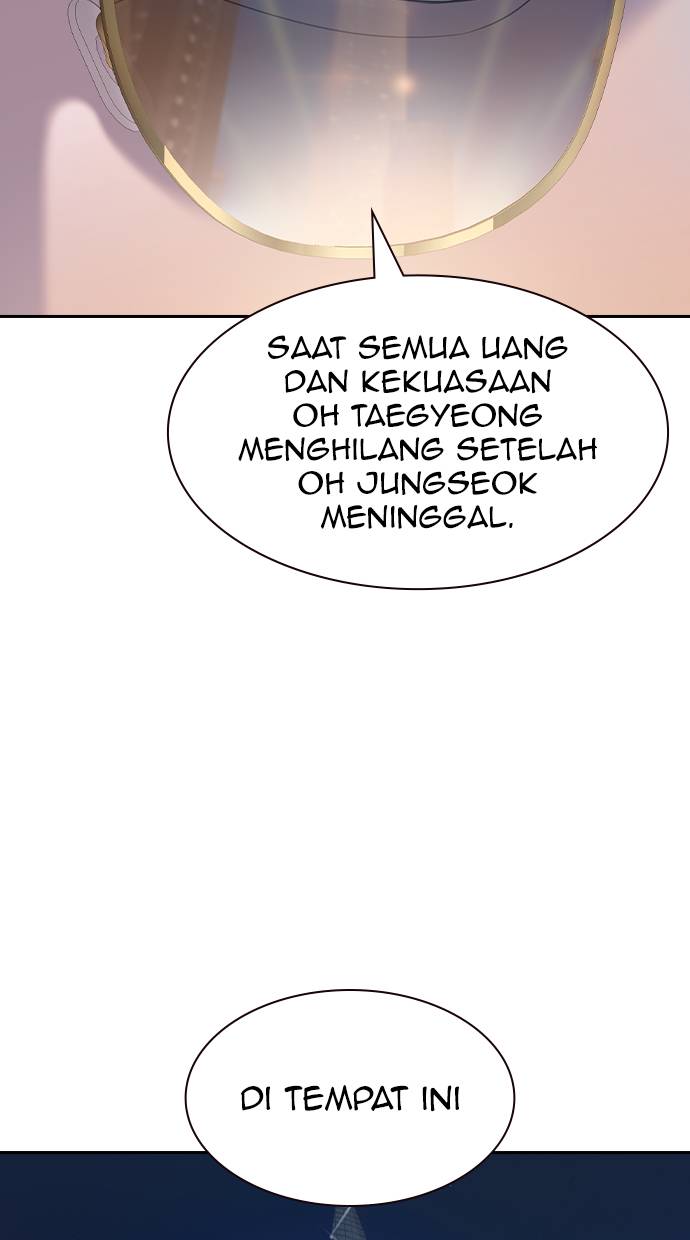 SAAT SEMUA UANG
DAN KEKUASAAN
OH TAEGYEONG
MENGHILANG SETELAH
OH JUNGSEOK
MENINGGAL.
DI TEMPAT INI